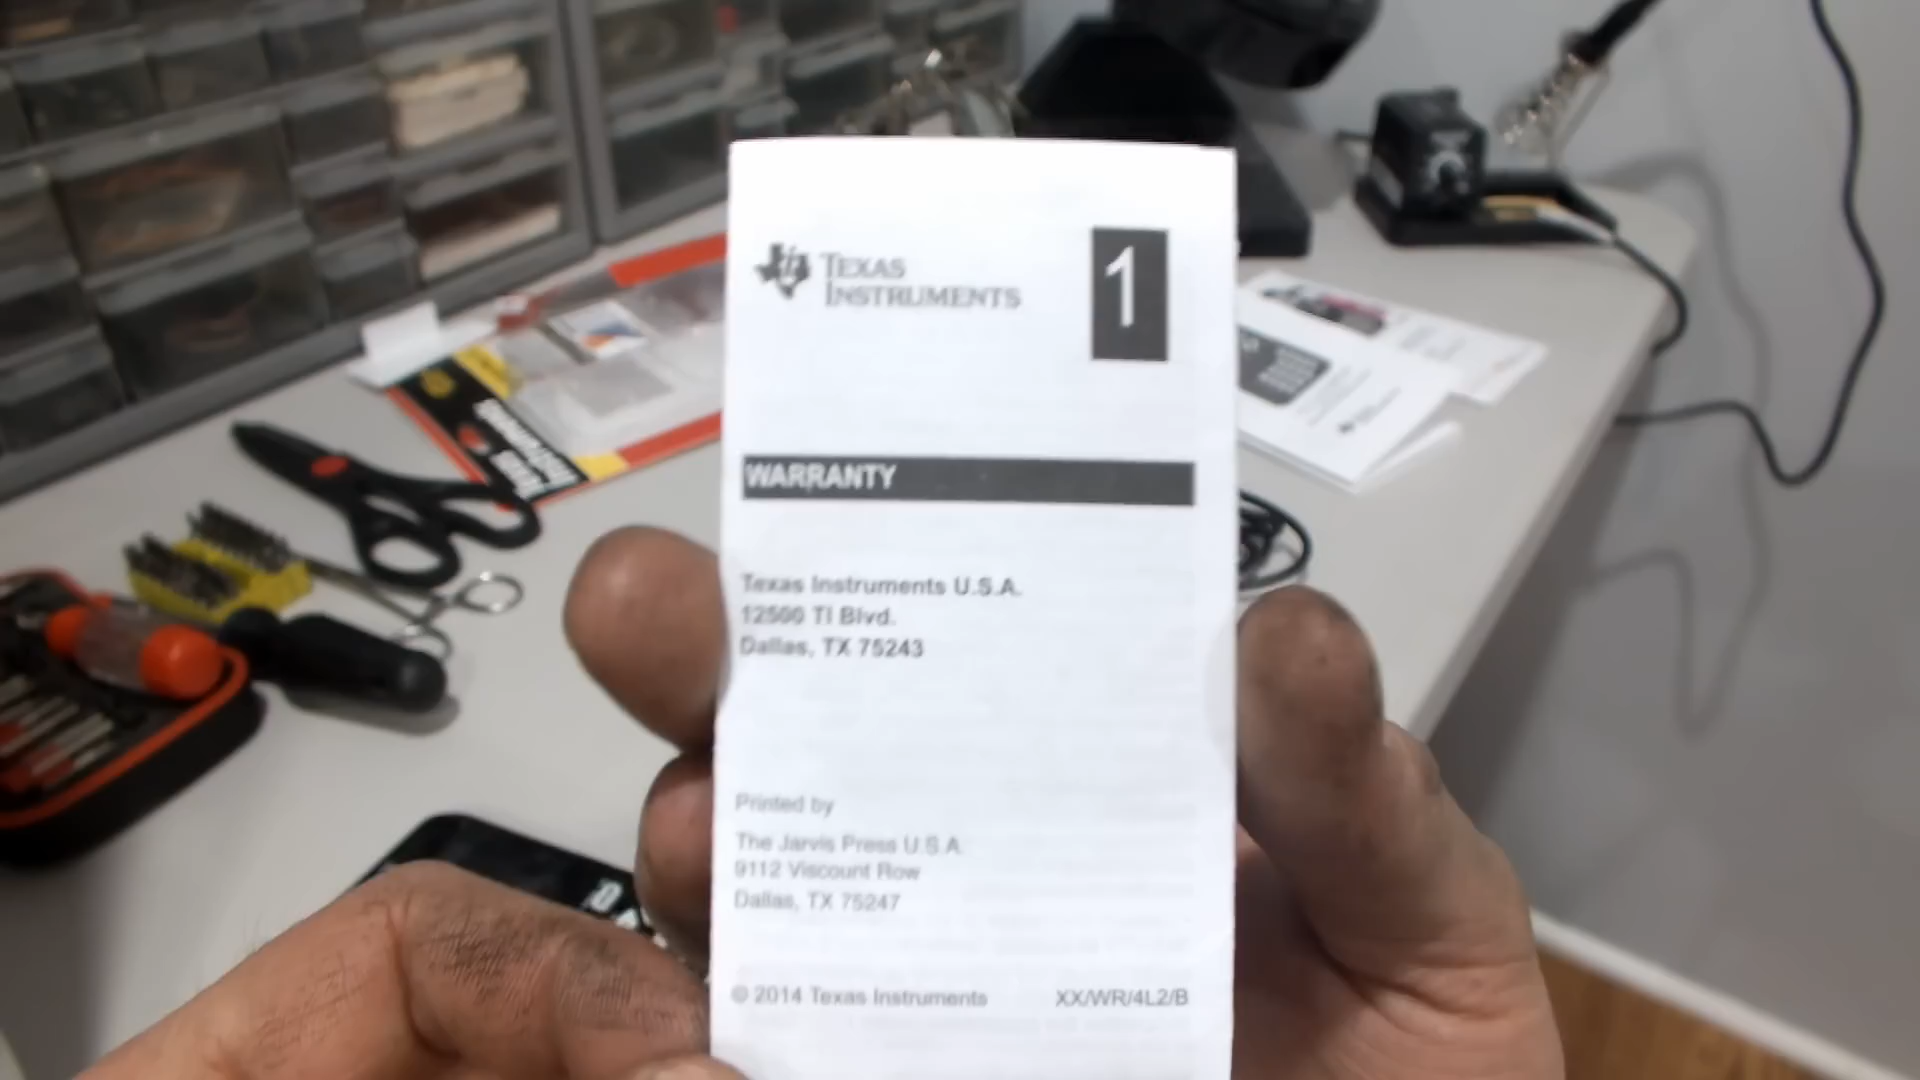 TEXAS
INSTRUMENTS
1
WARRANTY
Texas Instruments U.S.A.
12500 TI Blvd.
Dallas, TX 75243
Printed by
The Jarvis Press U.S.A.
9112 Viscount Row
Dallas, TX 75247
© 2014 Texas Instruments XX/WR/4L2/B